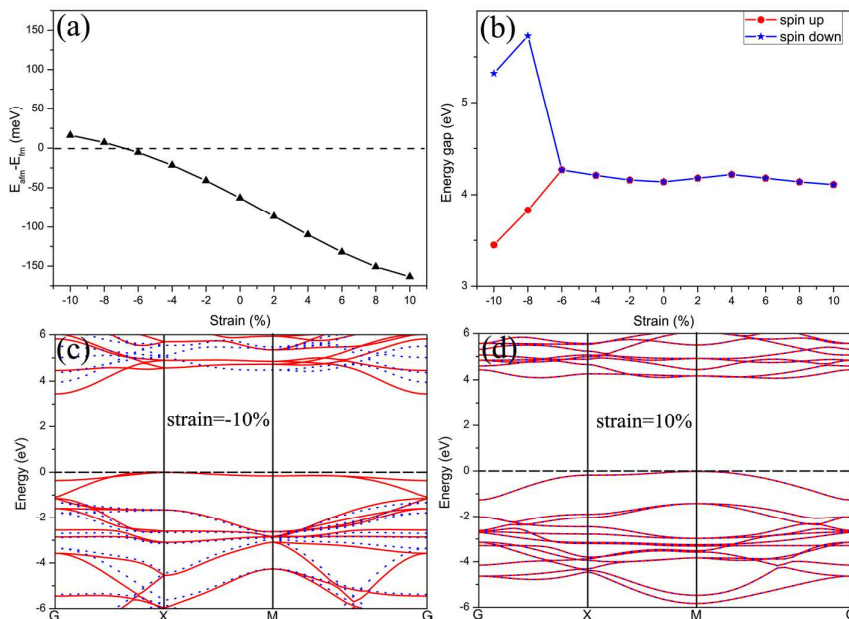 (a)
E_afm-E_fm (meV)
150
100
50
0
-50
-100
-150
-10 -8 -6 -4 -2 0 2 4 6 8 10
Strain (%)
(b)
spin up
spin down
Energy gap (eV)
5
4
3
-10 -8 -6 -4 -2 0 2 4 6 8 10
Strain (%)
(c)
strain=-10%
Energy (eV)
6
4
2
0
-2
-4
-6
G X M G
(d)
strain=10%
Energy (eV)
6
4
2
0
-2
-4
-6
G X M